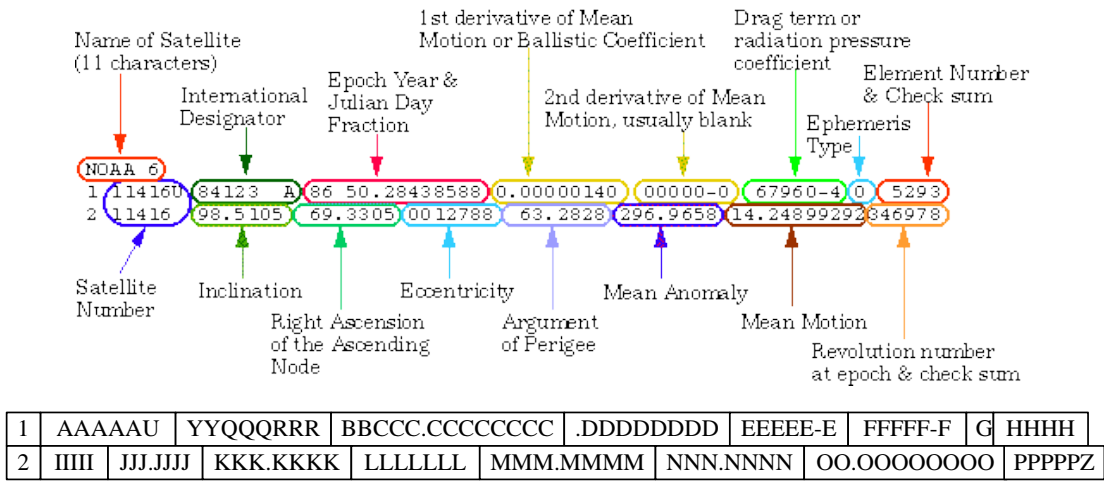 1st derivative of Mean
Motion or Ballistic Coefficient
Drag term or
radiation pressure
coefficient
Name of Satellite
(11 characters)
International
Designator
Epoch Year &
Julian Day
Fraction
2nd derivative of Mean
Motion, usually blank
Element Number
& Check sum
Ephemeris
Type
NOAA 6
1 11416U 84123 A 86 50.28438588 0.00000140 00000-0 67960-4 0 5293
2 11416 98.5105 69.3305 0012788 63.2828 296.9658 14.24899292 346978
Satellite
Number
Inclination
Right Ascension
of the Ascending
Node
Eccentricity
Argument
of Perigee
Mean Anomaly
Mean Motion
Revolution number
at epoch & check sum
1 AAAAAU YYQQQRRR BBCCC.CCCCCCCC .DDDDDDDD EEEEE-E FFFFF-F G HHHH
2 IIIII JJJ.JJJJ KKK.KKKK LLLLLLL MMM.MMMM NNN.NNNN OO.OOOOOOOO PPPPPZ